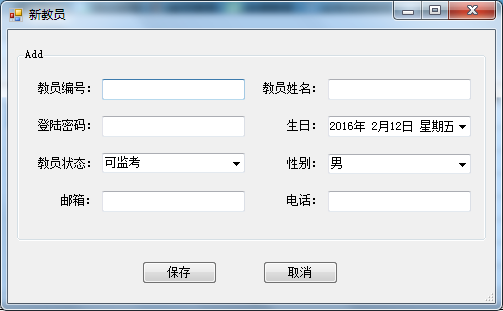 新教员
Add
教员编号： 教员姓名：
登陆密码： 生日： 2016年 2月12日 星期五
教员状态： 可监考 性别： 男
邮箱： 电话：
保存 取消